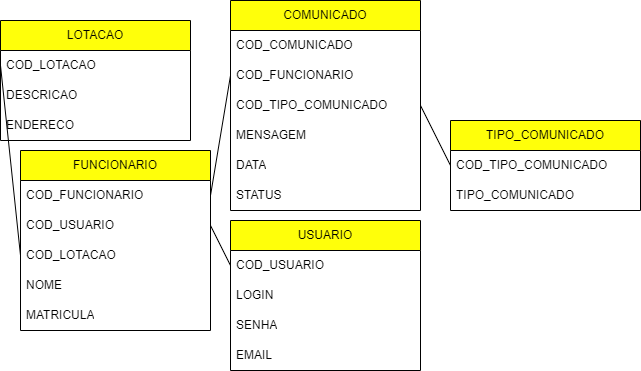 LOTACAO
COD_LOTACAO
DESCRICAO
ENDERECO
COMUNICADO
COD_COMUNICADO
COD_FUNCIONARIO
COD_TIPO_COMUNICADO
MENSAGEM
DATA
STATUS
TIPO_COMUNICADO
COD_TIPO_COMUNICADO
TIPO_COMUNICADO
FUNCIONARIO
COD_FUNCIONARIO
COD_USUARIO
COD_LOTACAO
NOME
MATRICULA
USUARIO
COD_USUARIO
LOGIN
SENHA
EMAIL